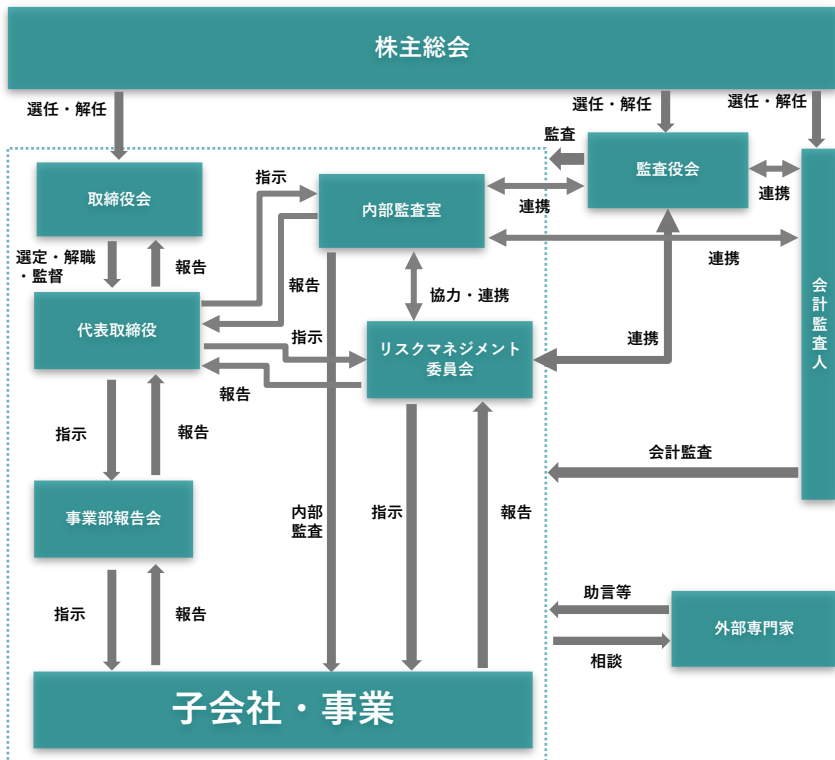 株主総会
選任・解任
選任・解任
選任・解任
監査
監査役会
連携
取締役会
指示
内部監査室
連携
選定・解職
・監督
報告
報告
協力・連携
連携
会計監査人
代表取締役
指示
リスクマネジメント
委員会
連携
報告
指示
報告
会計監査
事業部報告会
内部
監査
指示
報告
指示
報告
助言等
外部専門家
相談
子会社・事業